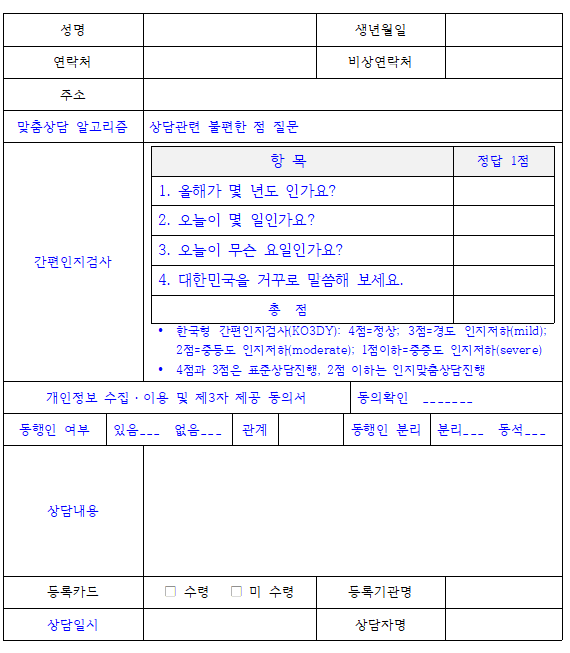 성명 생년월일
연락처 비상연락처
주소
맞춤상담 알고리즘 상담관련 불편한 점 질문
간편인지검사
항 목 정답 1점
1. 올해가 몇 년도 인가요?
2. 오늘이 몇 일인가요?
3. 오늘이 무슨 요일인가요?
4. 대한민국을 거꾸로 말씀해 보세요.
총 점
• 한국형 간편인지검사(KO3DY): 4점=정상; 3점=경도 인지저하(mild);
2점=중등도 인지저하(moderate); 1점이하=중증도 인지저하(severe)
• 4점과 3점은 표준상담진행, 2점 이하는 인지맞춤상담진행
개인정보 수집·이용 및 제3자 제공 동의서 동의확인 _______
동행인 여부 있음___ 없음___ 관계 동행인 분리 분리___ 동석___
상담내용
등록카드 □ 수령 □ 미 수령 등록기관명
상담일시 상담자명